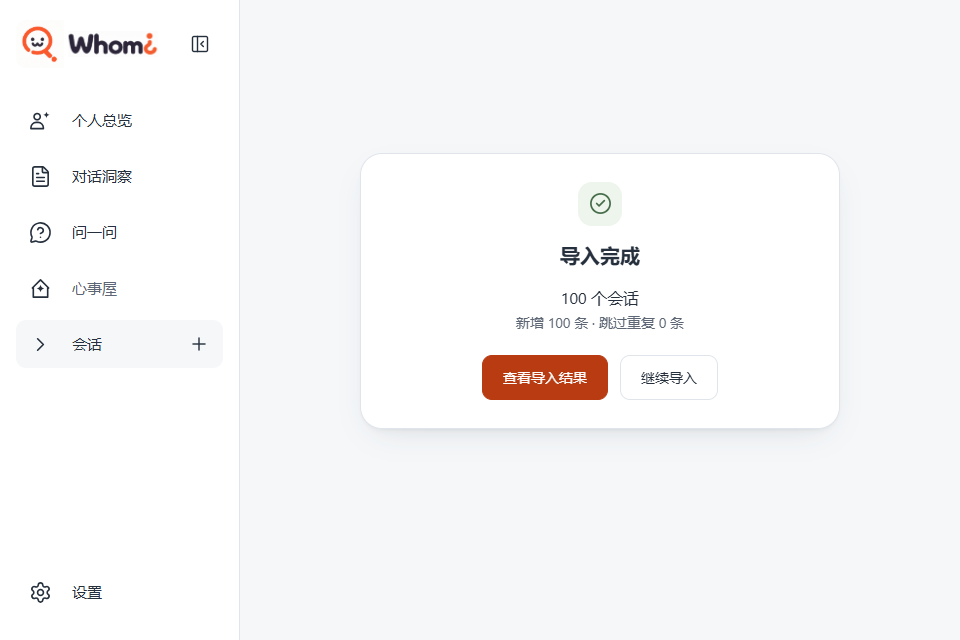 Whomi
个人总览
对话洞察
问一问
心事屋
会话
设置
导入完成
100 个会话
新增 100 条 · 跳过重复 0 条
查看导入结果
继续导入